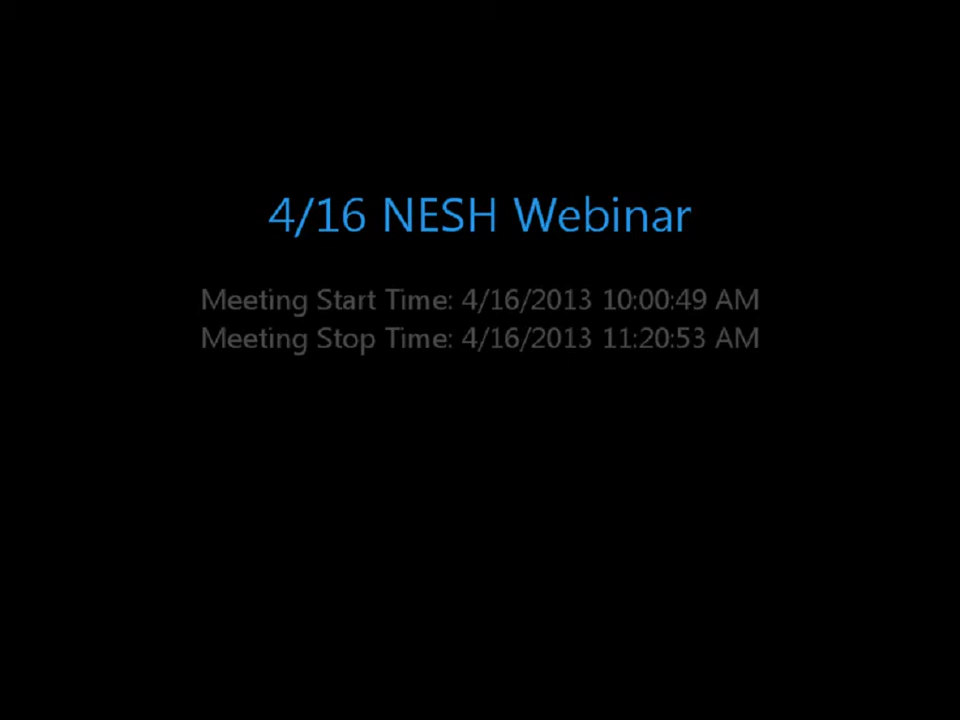 4/16 NESH Webinar
Meeting Start Time: 4/16/2013 10:00:49 AM
Meeting Stop Time: 4/16/2013 11:20:53 AM